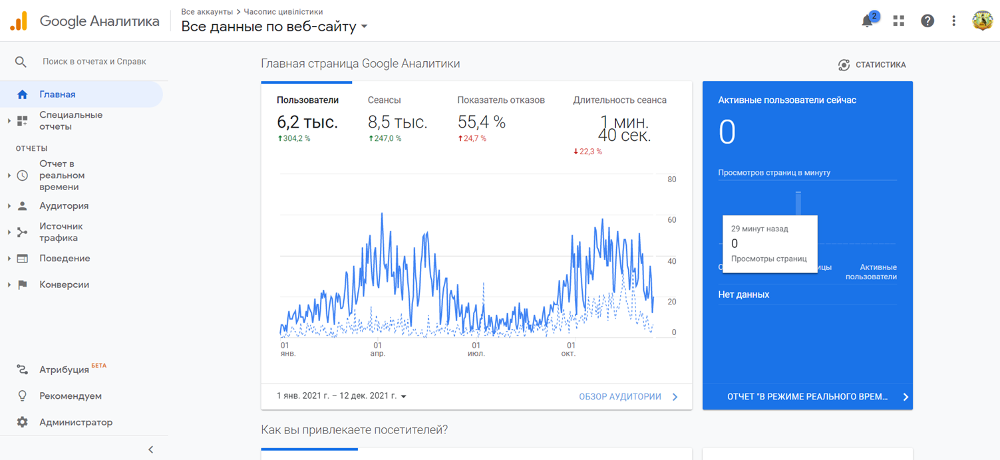 Google Аналитика
Все аккаунты > Часопис цивілістики
Все данные по веб-сайту
2
Поиск в отчетах и Справк
Главная
Специальные
отчеты
ОТЧЕТЫ
Отчет в
реальном
времени
Аудитория
Источник
трафика
Поведение
Конверсии
Атрибуция БЕТА
Рекомендуем
Администратор
Главная страница Google Аналитики
СТАТИСТИКА
Пользователи
6,2 тыс.
304,2 %
Сеансы
8,5 тыс.
247,0 %
Показатель отказов
55,4 %
24,7 %
Длительность сеанса
1 мин.
40 сек.
22,3 %
80
60
40
20
0
01
янв.
01
апр.
01
июл.
01
окт.
1 янв. 2021 г. – 12 дек. 2021 г.
ОБЗОР АУДИТОРИИ
Активные пользователи сейчас
0
Просмотров страниц в минуту
29 минут назад
0
Просмотры страниц
Активные
пользователи
Нет данных
ОТЧЕТ "В РЕЖИМЕ РЕАЛЬНОГО ВРЕМ...
Как вы привлекаете посетителей?